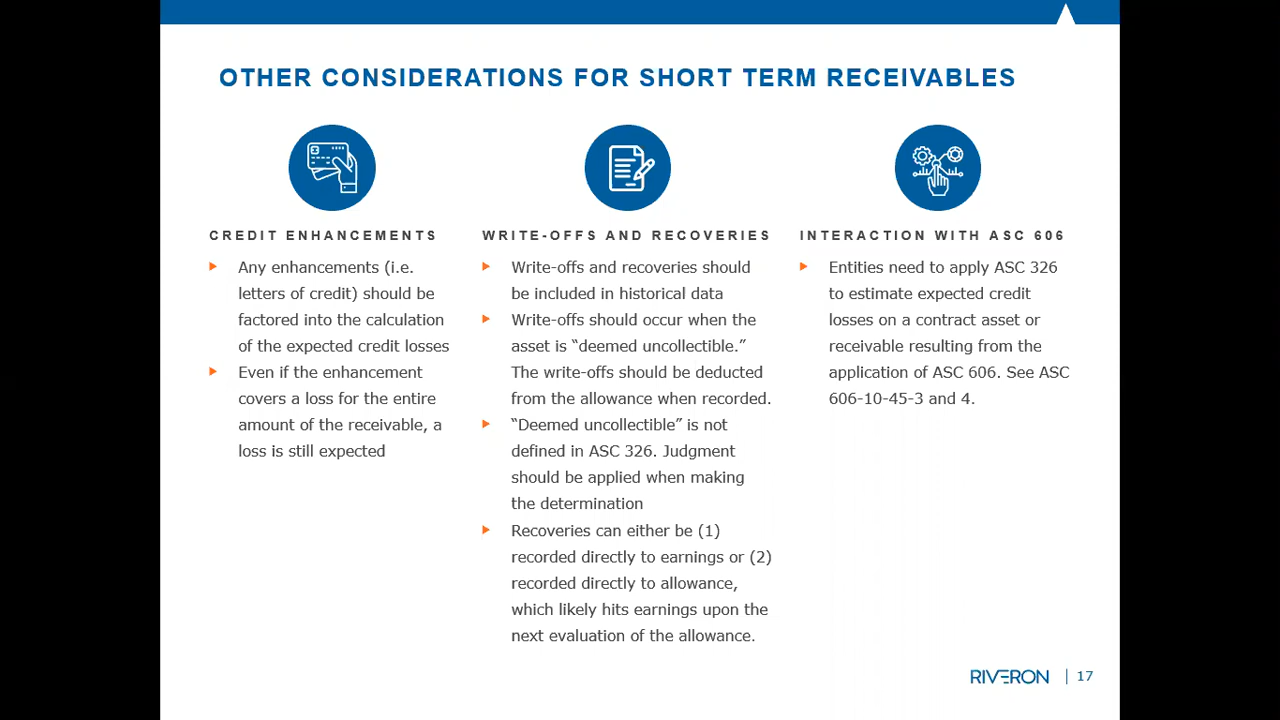 OTHER CONSIDERATIONS FOR SHORT TERM RECEIVABLES
CREDIT ENHANCEMENTS
Any enhancements (i.e.
letters of credit) should be
factored into the calculation
of the expected credit losses
Even if the enhancement
covers a loss for the entire
amount of the receivable, a
loss is still expected
WRITE-OFFS AND RECOVERIES
Write-offs and recoveries should
be included in historical data
Write-offs should occur when the
asset is “deemed uncollectible.”
The write-offs should be deducted
from the allowance when recorded.
“Deemed uncollectible” is not
defined in ASC 326. Judgment
should be applied when making
the determination
Recoveries can either be (1)
recorded directly to earnings or (2)
recorded directly to allowance,
which likely hits earnings upon the
next evaluation of the allowance.
INTERACTION WITH ASC 606
Entities need to apply ASC 326
to estimate expected credit
losses on a contract asset or
receivable resulting from the
application of ASC 606. See ASC
606-10-45-3 and 4.
RIVERON | 17